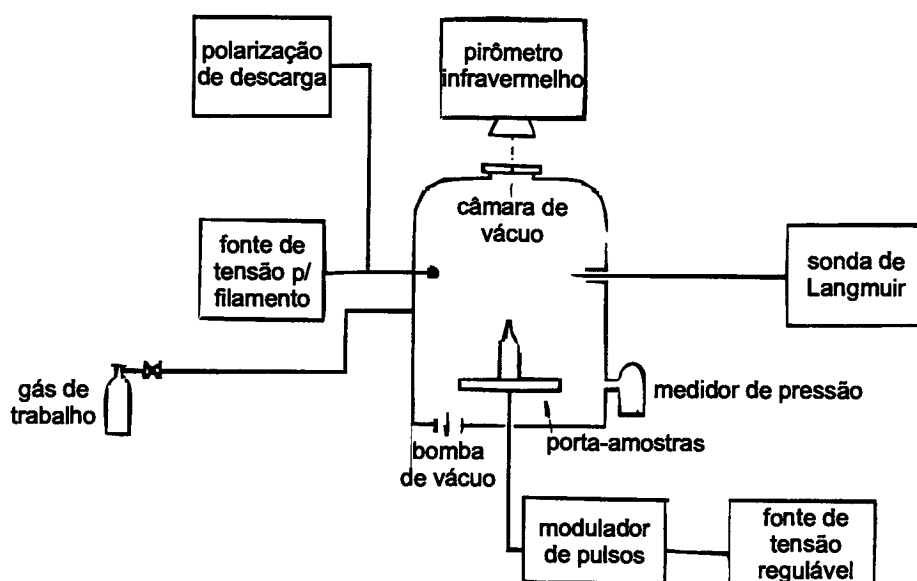 polarização
de descarga
pirômetro
infravermelho
câmara de
vácuo
fonte de
tensão p/
filamento
sonda de
Langmuir
gás de
trabalho
medidor de pressão
porta-amostras
bomba
de vácuo
modulador
de pulsos
fonte de
tensão
regulável